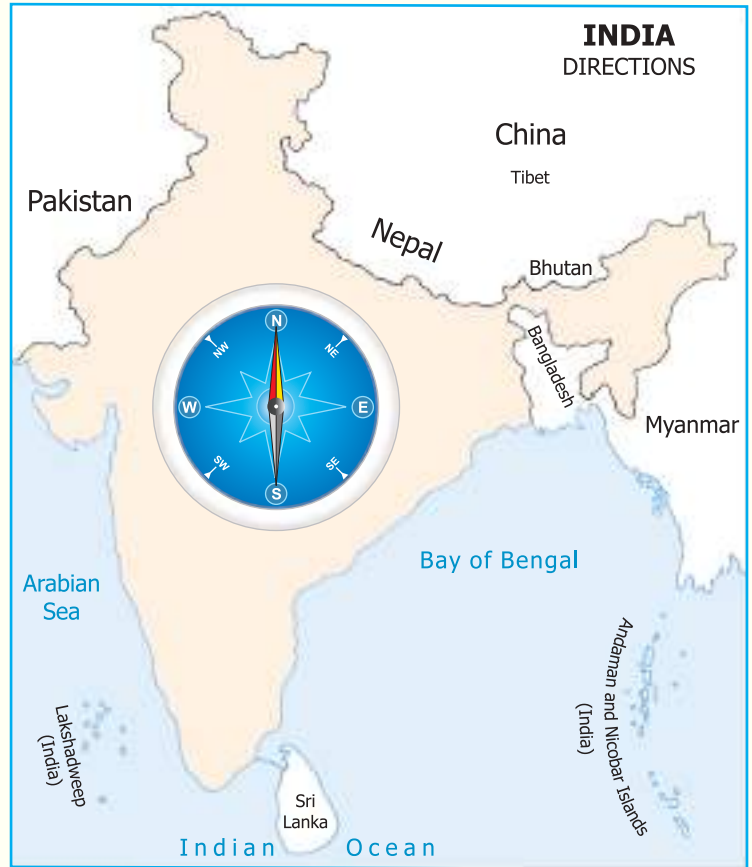 INDIA
DIRECTIONS
China
Tibet
Pakistan
Nepal
Bhutan
Bangladesh
Myanmar
N
NE
E
SE
S
SW
W
NW
Bay of Bengal
Arabian
Sea
Lakshadweep
(India)
Andaman and Nicobar Islands
(India)
Sri
Lanka
Indian Ocean